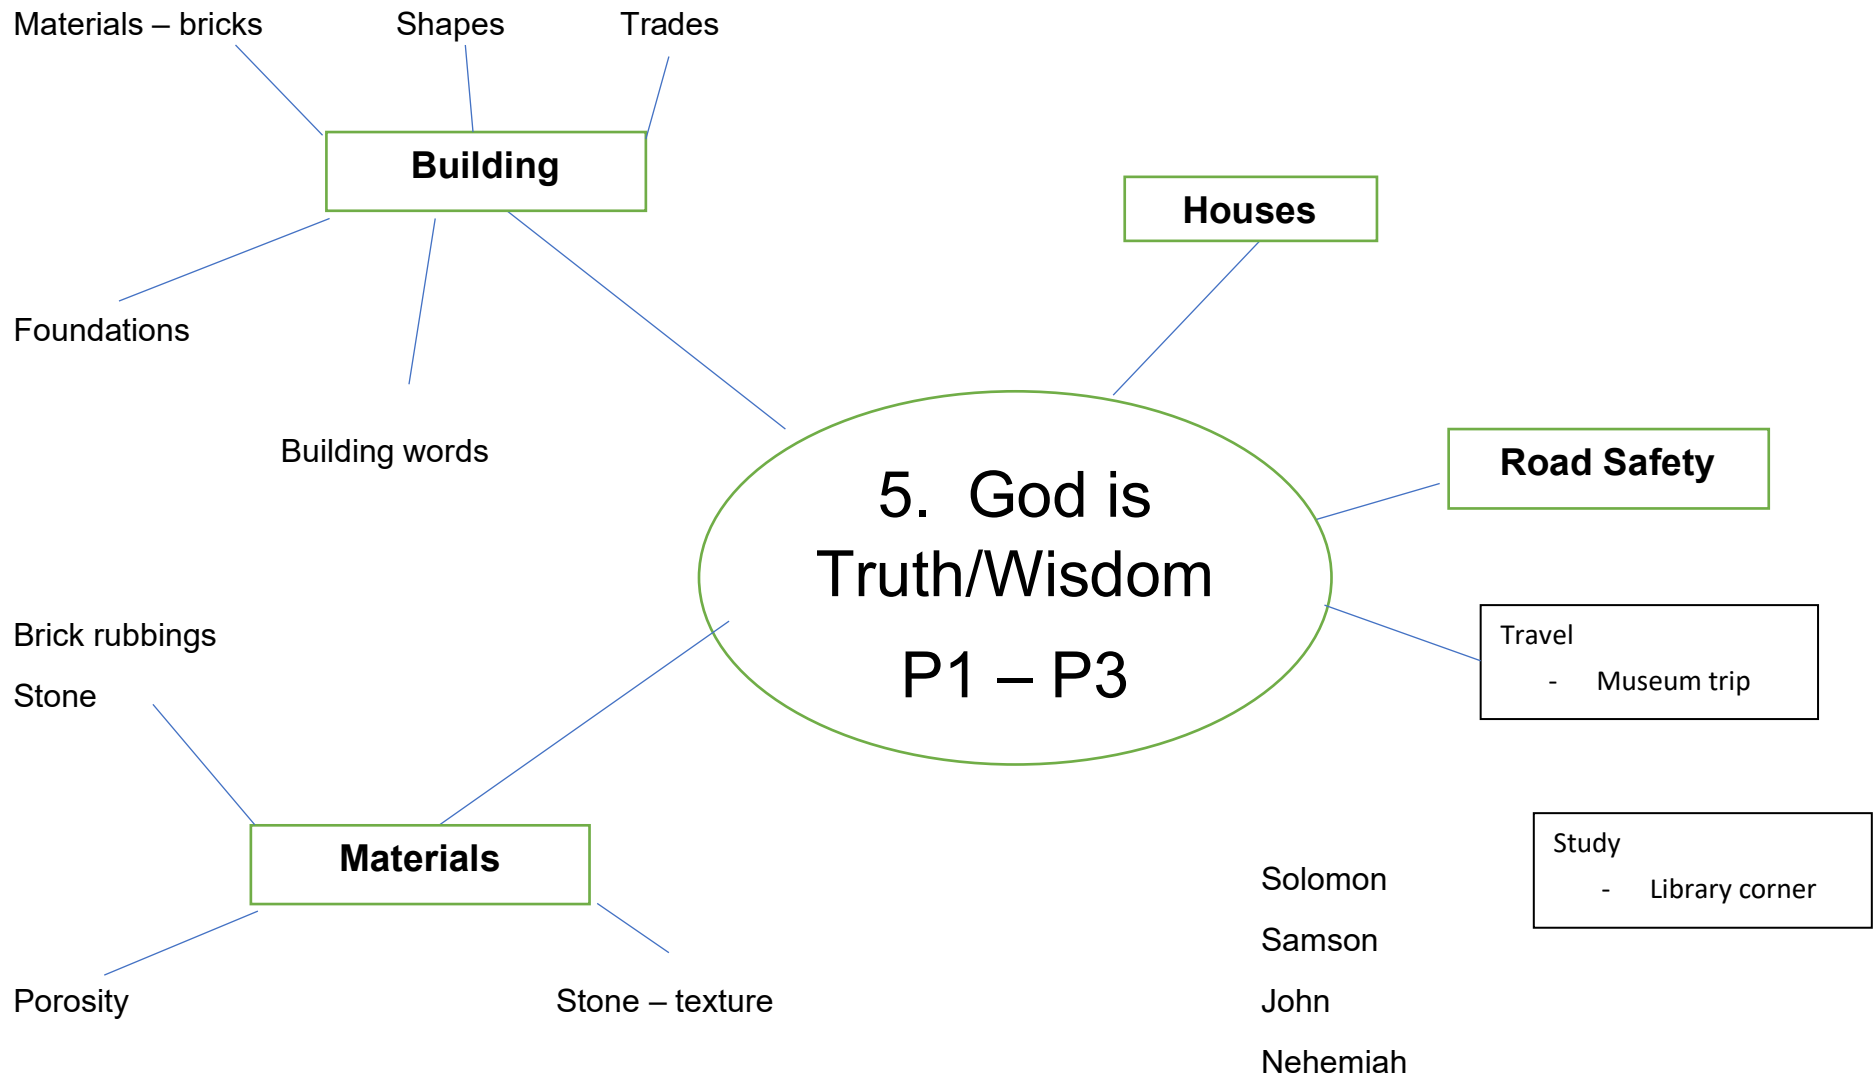 Materials – bricks
Shapes
Trades
Building
Houses
Foundations
Building words
5. God is
Truth/Wisdom
P1 – P3
Road Safety
Brick rubbings
Stone
Travel
- Museum trip
Materials
Study
- Library corner
Porosity
Stone – texture
Solomon
Samson
John
Nehemiah